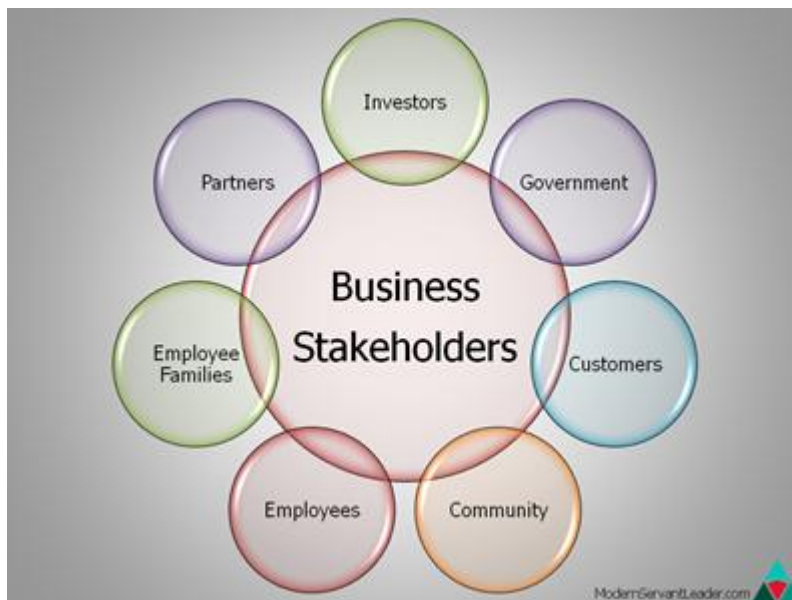 Investors
Partners
Government
Business
Stakeholders
Employee
Families
Customers
Employees
Community
ModernServantLeader.com